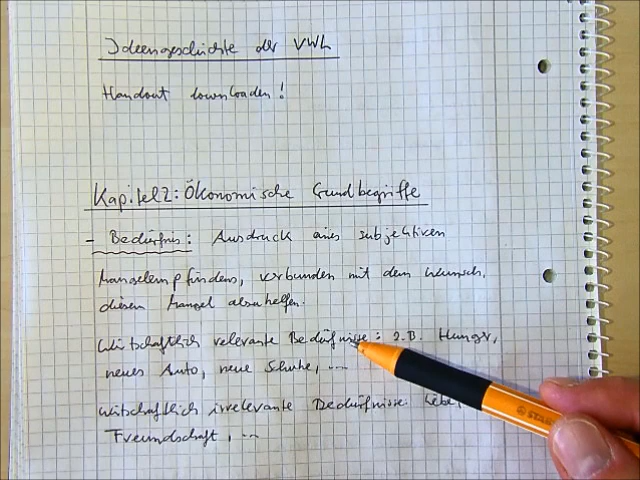 Ideengeschichte der VWL
Handout downloaden!
Kapitel 2: Ökonomische Grundbegriffe
- Bedürfnis: Ausdruck eines subjektiven
Mangelempfindens, verbunden mit dem Wunsch,
diesem Mangel abzuhelfen.
Wirtschaftlich relevante Bedürfnisse: z.B. Hunger,
neues Auto, neue Schuhe, ...
Wirtschaftlich irrelevante Bedürfnisse: Liebe,
Freundschaft, ...